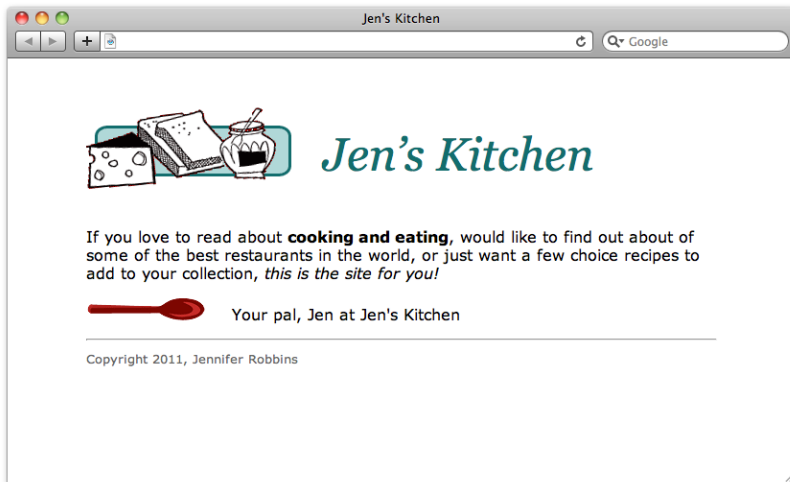 Jen's Kitchen
Google
Jen's Kitchen
If you love to read about cooking and eating, would like to find out about of
some of the best restaurants in the world, or just want a few choice recipes to
add to your collection, this is the site for you!
Your pal, Jen at Jen's Kitchen
Copyright 2011, Jennifer Robbins